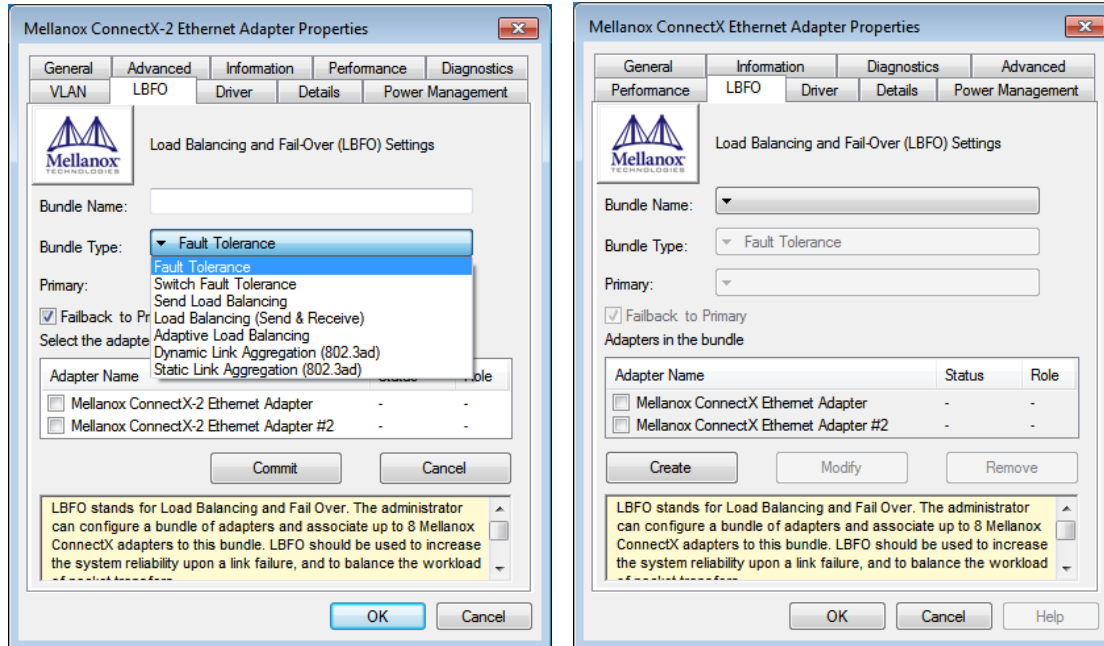 Mellanox ConnectX-2 Ethernet Adapter Properties
General Advanced Information Performance Diagnostics
VLAN LBFO Driver Details Power Management
Mellanox
TECHNOLOGIES
Load Balancing and Fail-Over (LBFO) Settings
Bundle Name:
Bundle Type: Fault Tolerance
Fault Tolerance
Switch Fault Tolerance
Send Load Balancing
Load Balancing (Send & Receive)
Adaptive Load Balancing
Dynamic Link Aggregation (802.3ad)
Static Link Aggregation (802.3ad)
Primary:
Failback to Pr
Select the adapte
Adapter Name Status Role
Mellanox ConnectX-2 Ethernet Adapter - -
Mellanox ConnectX-2 Ethernet Adapter #2 - -
Commit Cancel
LBFO stands for Load Balancing and Fail Over. The administrator
can configure a bundle of adapters and associate up to 8 Mellanox
ConnectX adapters to this bundle. LBFO should be used to increase
the system reliability upon a link failure, and to balance the workload
of packet transfers
OK Cancel
Mellanox ConnectX Ethernet Adapter Properties
General Information Diagnostics Advanced
Performance LBFO Driver Details Power Management
Mellanox
TECHNOLOGIES
Load Balancing and Fail-Over (LBFO) Settings
Bundle Name:
Bundle Type: Fault Tolerance
Primary:
Failback to Primary
Adapters in the bundle
Adapter Name Status Role
Mellanox ConnectX Ethernet Adapter - -
Mellanox ConnectX Ethernet Adapter #2 - -
Create Modify Remove
LBFO stands for Load Balancing and Fail Over. The administrator
can configure a bundle of adapters and associate up to 8 Mellanox
ConnectX adapters to this bundle. LBFO should be used to increase
the system reliability upon a link failure, and to balance the workload
of packet transfers
OK Cancel Help